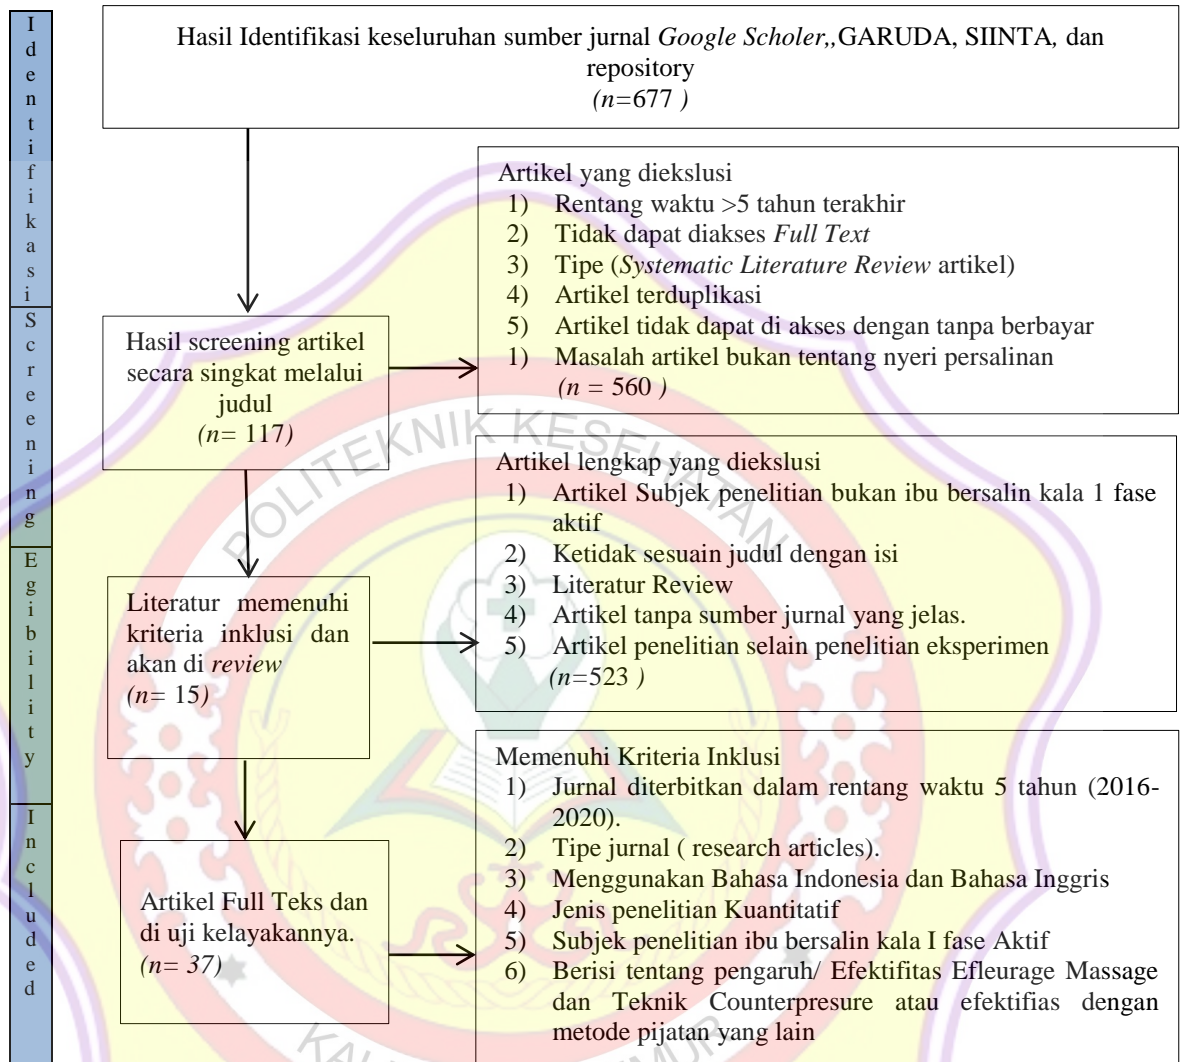 Identifikasi
Hasil Identifikasi keseluruhan sumber jurnal Google Scholer,,GARUDA, SIINTA, dan
repository
(n=677 )
Artikel yang diekslusi
1) Rentang waktu >5 tahun terakhir
2) Tidak dapat diakses Full Text
3) Tipe (Systematic Literature Review artikel)
4) Artikel terduplikasi
5) Artikel tidak dapat di akses dengan tanpa berbayar
1) Masalah artikel bukan tentang nyeri persalinan
(n = 560 )
Screening
Hasil screening artikel
secara singkat melalui
judul
(n= 117)
Artikel lengkap yang diekslusi
1) Artikel Subjek penelitian bukan ibu bersalin kala 1 fase
aktif
2) Ketidak sesuain judul dengan isi
3) Literatur Review
4) Artikel tanpa sumber jurnal yang jelas.
5) Artikel penelitian selain penelitian eksperimen
(n=523 )
Egibility
Literatur memenuhi
kriteria inklusi dan
akan di review
(n= 15)
Memenuhi Kriteria Inklusi
1) Jurnal diterbitkan dalam rentang waktu 5 tahun (2016-
2020).
2) Tipe jurnal ( research articles).
3) Menggunakan Bahasa Indonesia dan Bahasa Inggris
4) Jenis penelitian Kuantitatif
5) Subjek penelitian ibu bersalin kala I fase Aktif
6) Berisi tentang pengaruh/ Efektifitas Efleurage Massage
dan Teknik Counterpresure atau efektifias dengan
metode pijatan yang lain
Included
Artikel Full Teks dan
di uji kelayakannya.
(n= 37)
POLITEKNIK KESEHATAN